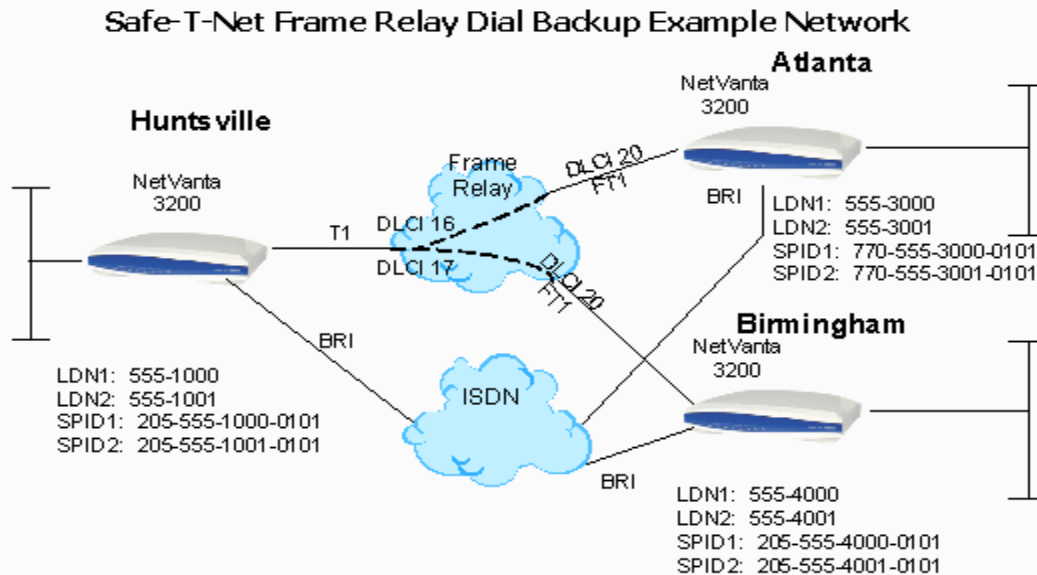 Safe-T-Net Frame Relay Dial Backup Example Network
Atlanta
NetVanta
3200
Huntsville
NetVanta
3200
Frame
Relay
DLCI 20
FT1
BRI
LDN1: 555-3000
LDN2: 555-3001
SPID1: 770-555-3000-0101
SPID2: 770-555-3001-0101
T1
DLCI 16
DLCI 17
DLCI 20
FT1
Birmingham
NetVanta
3200
BRI
LDN1: 555-1000
LDN2: 555-1001
SPID1: 205-555-1000-0101
SPID2: 205-555-1001-0101
ISDN
BRI
LDN1: 555-4000
LDN2: 555-4001
SPID1: 205-555-4000-0101
SPID2: 205-555-4001-0101